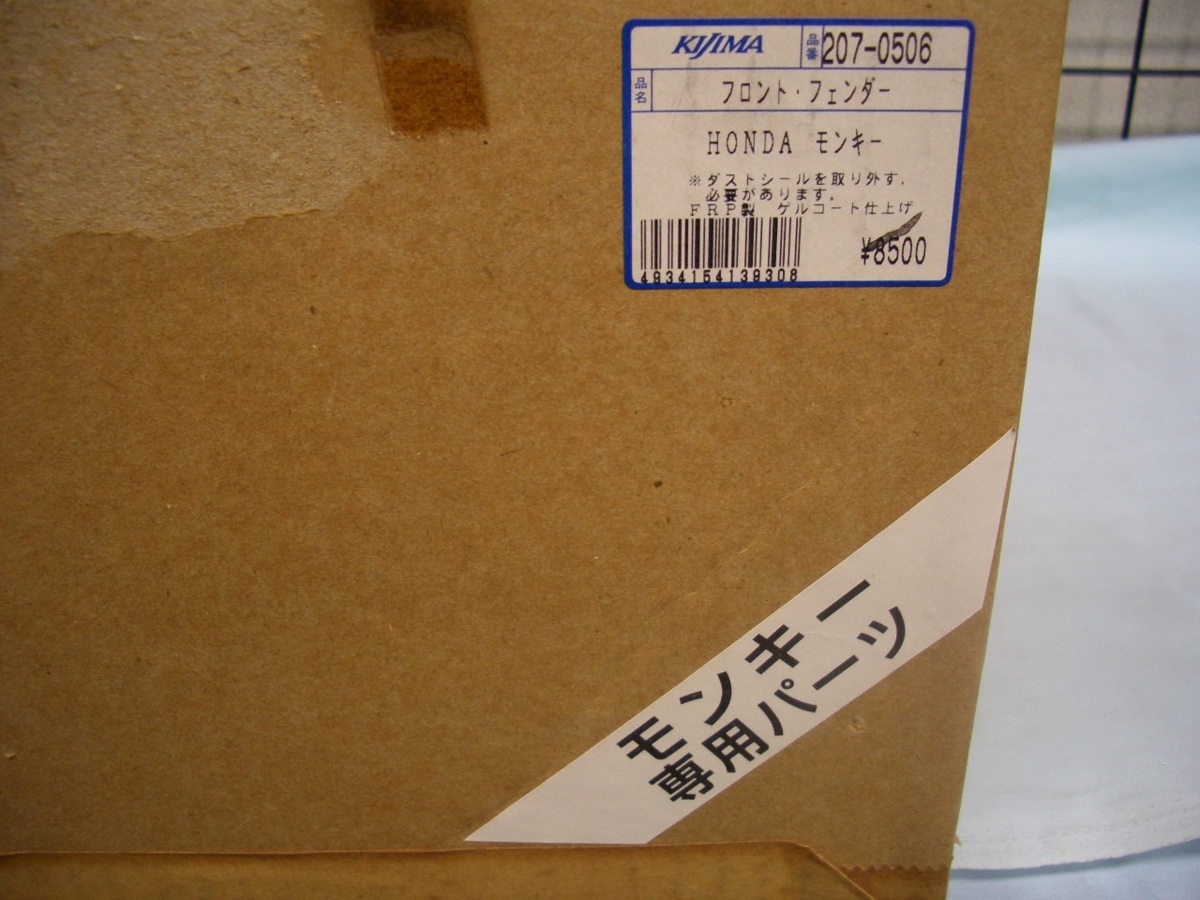 KIJIMA 品番 207-0506
品名 フロント・フェンダー
HONDA モンキー
※ダストシールを取り外す.
必要があります。
FRP製 ゲルコート仕上げ
¥8500
4934154139308
モンキー
専用パーツ